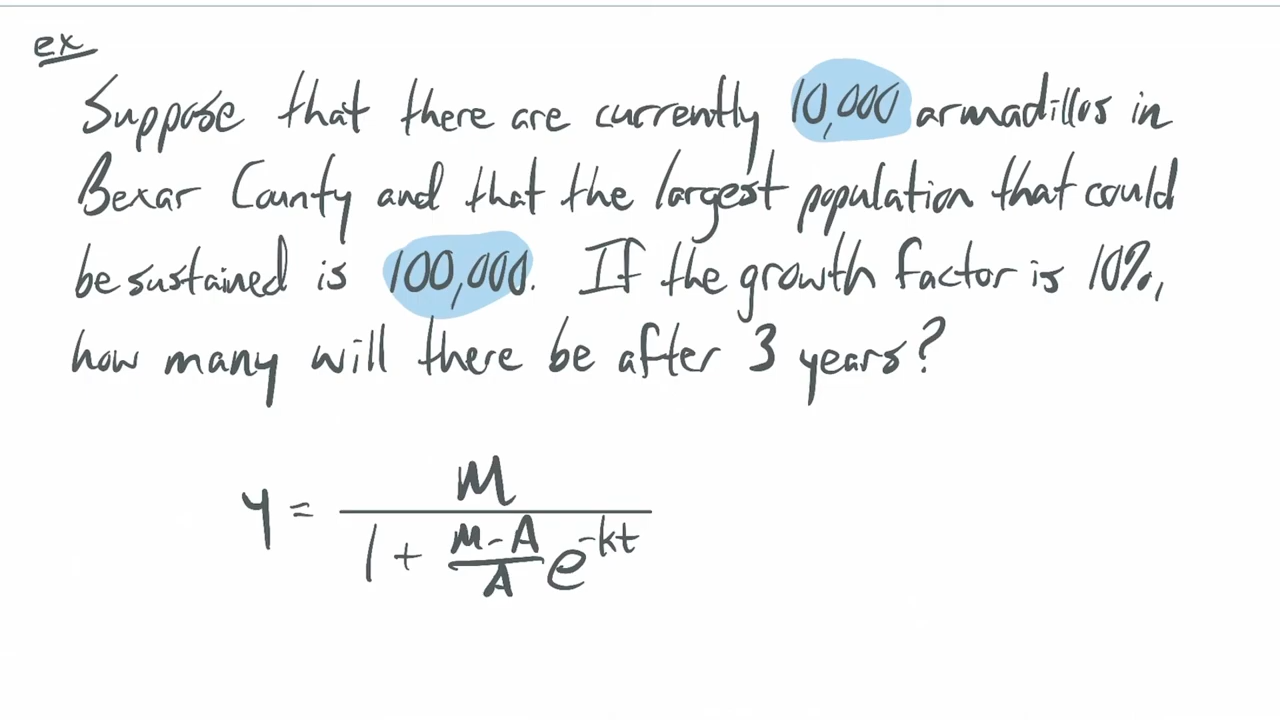 ex
Suppose that there are currently 10,000 armadillos in
Bexar County and that the largest population that could
be sustained is 100,000. If the growth factor is 10%,
how many will there be after 3 years?
y = M / (1 + (M-A)/A e^-kt)